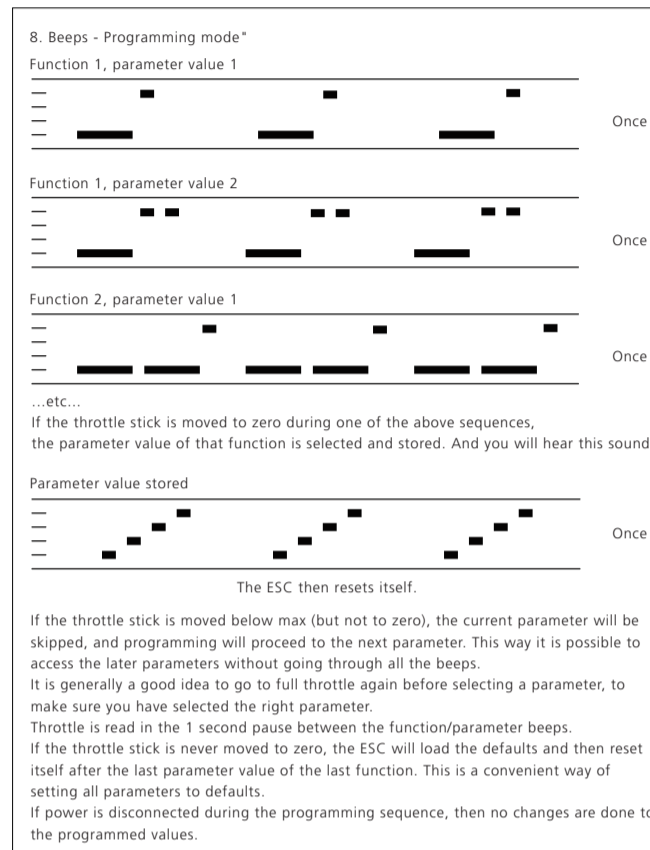 8. Beeps - Programming mode"
Function 1, parameter value 1
Once
Function 1, parameter value 2
Once
Function 2, parameter value 1
Once
...etc...
If the throttle stick is moved to zero during one of the above sequences,
the parameter value of that function is selected and stored. And you will hear this sound
Parameter value stored
Once
The ESC then resets itself.
If the throttle stick is moved below max (but not to zero), the current parameter will be
skipped, and programming will proceed to the next parameter. This way it is possible to
access the later parameters without going through all the beeps.
It is generally a good idea to go to full throttle again before selecting a parameter, to
make sure you have selected the right parameter.
Throttle is read in the 1 second pause between the function/parameter beeps.
If the throttle stick is never moved to zero, the ESC will load the defaults and then reset
itself after the last parameter value of the last function. This is a convenient way of
setting all parameters to defaults.
If power is disconnected during the programming sequence, then no changes are done to
the programmed values.